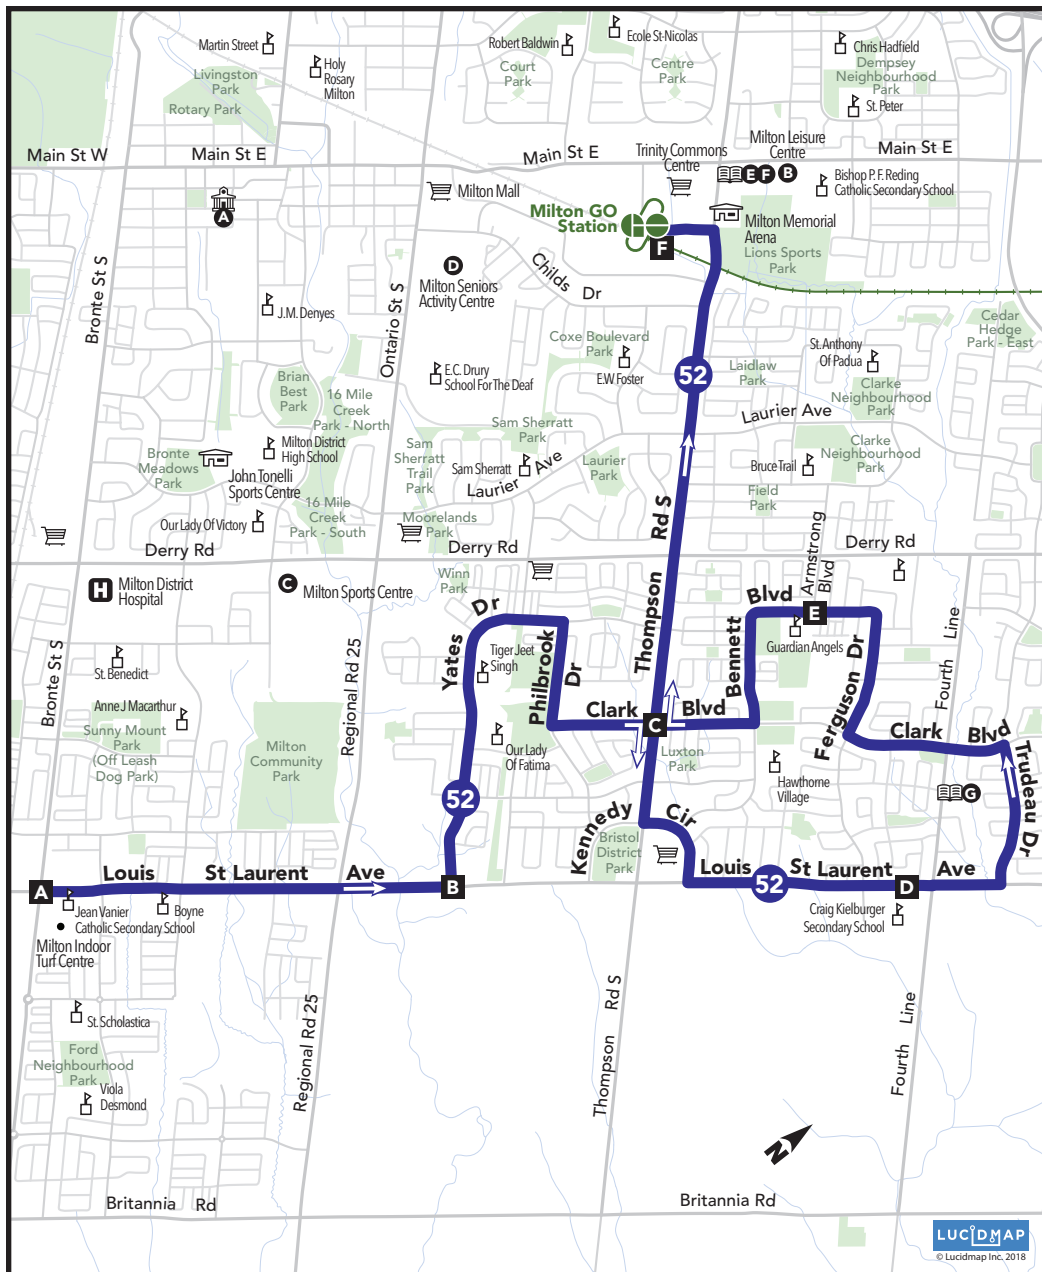 Martin Street
Holy
Rosary
Milton
Livingston
Park
Rotary Park
Robert Baldwin
Ecole St-Nicolas
Court
Park
Centre
Park
Chris Hadfield
Dempsey
Neighbourhood
Park
St. Peter
Main St W
Main St E
Main St E
Main St E
Trinity Commons
Centre
Milton Leisure
Centre
E
F
B
Bishop P. F. Reding
Catholic Secondary School
A
Milton Mall
Milton GO
Station
F
Milton Memorial
Arena
Lions Sports
Park
Bronte St S
Ontario St S
D
Milton Seniors
Activity Centre
Childs
Dr
J.M. Denyes
Cedar
Hedge
Park - East
Coxe Boulevard
Park
E.W Foster
52
Laidlaw
Park
St. Anthony
Of Padua
E.C. Drury
School For The Deaf
Brian
Best
Park
16 Mile
Creek
Park - North
Clarke
Neighbourhood
Park
Laurier Ave
Sam Sherratt
Park
Milton District
High School
Bronte
Meadows
Park
John Tonelli
Sports Centre
Sam
Sherratt
Trail
Park
Sam Sherratt
Laurier
Ave
Laurier
Park
Bruce Trail
Clarke
Neighbourhood
Park
Field
Park
16 Mile
Creek
Park - South
Our Lady Of Victory
Moorelands
Park
Thompson
Rd S
Armstrong
Blvd
Derry Rd
Derry Rd
Derry Rd
H
Milton District
Hospital
C
Milton Sports Centre
Winn
Park
Yates
Dr
Philbrook
Dr
Tiger Jeet
Singh
Bennett
Blvd
E
Guardian Angels
Ferguson Dr
Fourth
Line
Bronte St S
St. Benedict
Anne J Macarthur
Sunny Mount
Park
(Off Leash
Dog Park)
Regional Rd 25
Milton
Community
Park
Our Lady
Of Fatima
Clark
C
Blvd
Luxton
Park
Clark
Blvd
Hawthorne
Village
Trudeau Dr
G
52
Kennedy
Cir
Bristol
District
Park
A
Louis
St Laurent
Ave
B
Louis
52
St Laurent
D
Ave
Jean Vanier
Catholic Secondary School
Boyne
Milton Indoor
Turf Centre
Craig Kielburger
Secondary School
St. Scholastica
Ford
Neighbourhood
Park
Viola
Desmond
Regional Rd 25
Thompson
Rd S
Fourth
Line
N
Britannia
Rd
Britannia Rd
LUCIDMAP
© Lucidmap Inc. 2018